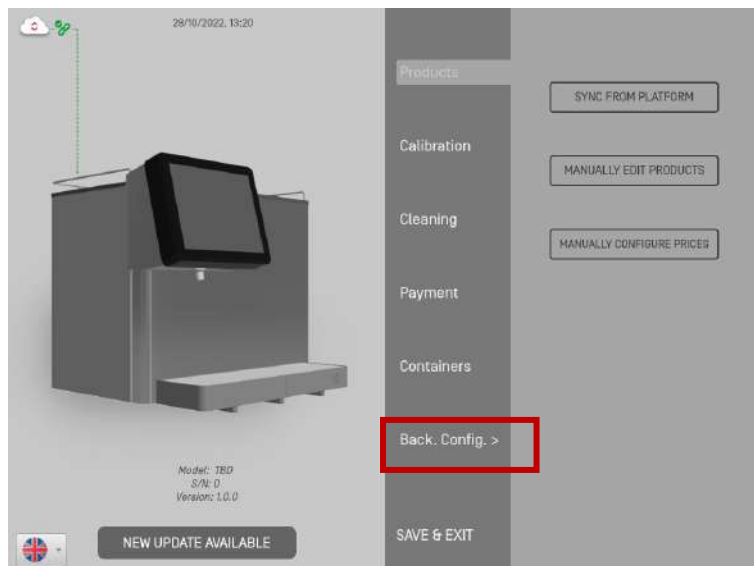 28/10/2022, 13:20
Products
Calibration
Cleaning
Payment
Containers
Back. Config. >
SAVE & EXIT
SYNC FROM PLATFORM
MANUALLY EDIT PRODUCTS
MANUALLY CONFIGURE PRICES
Model: TBD
S/N: 0
Version: 1.0.0
NEW UPDATE AVAILABLE